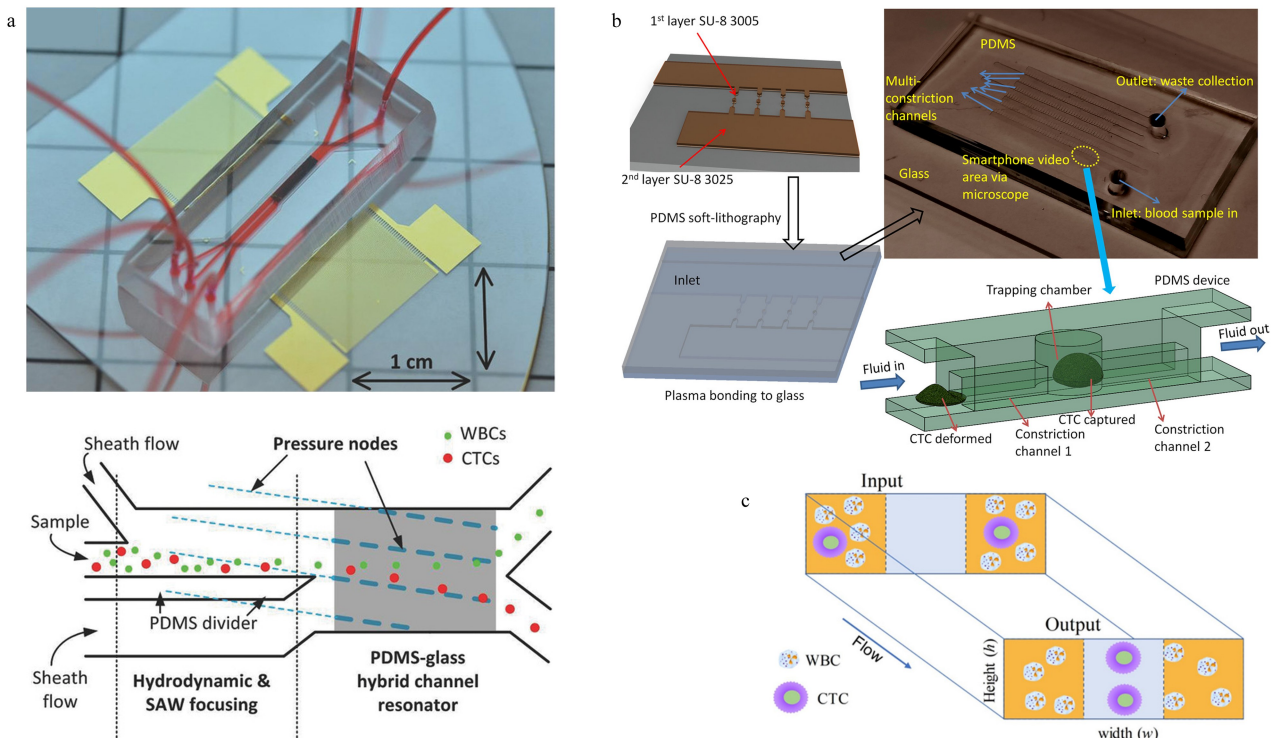 a
1 cm
Sheath flow
Pressure nodes
WBCs
CTCs
Sample
PDMS divider
Sheath
flow
Hydrodynamic &
SAW focusing
PDMS-glass
hybrid channel
resonator
b
1st layer SU-8 3005
2nd layer SU-8 3025
PDMS soft-lithography
Inlet
Plasma bonding to glass
PDMS
Multi-
constriction
channels
Outlet: waste collection
Smartphone video
area via
microscope
Glass
Inlet: blood sample in
Trapping chamber
PDMS device
Fluid out
Fluid in
CTC deformed
Constriction
channel 1
CTC captured
Constriction
channel 2
c
Input
Output
Flow
Height (h)
WBC
CTC
width (w)